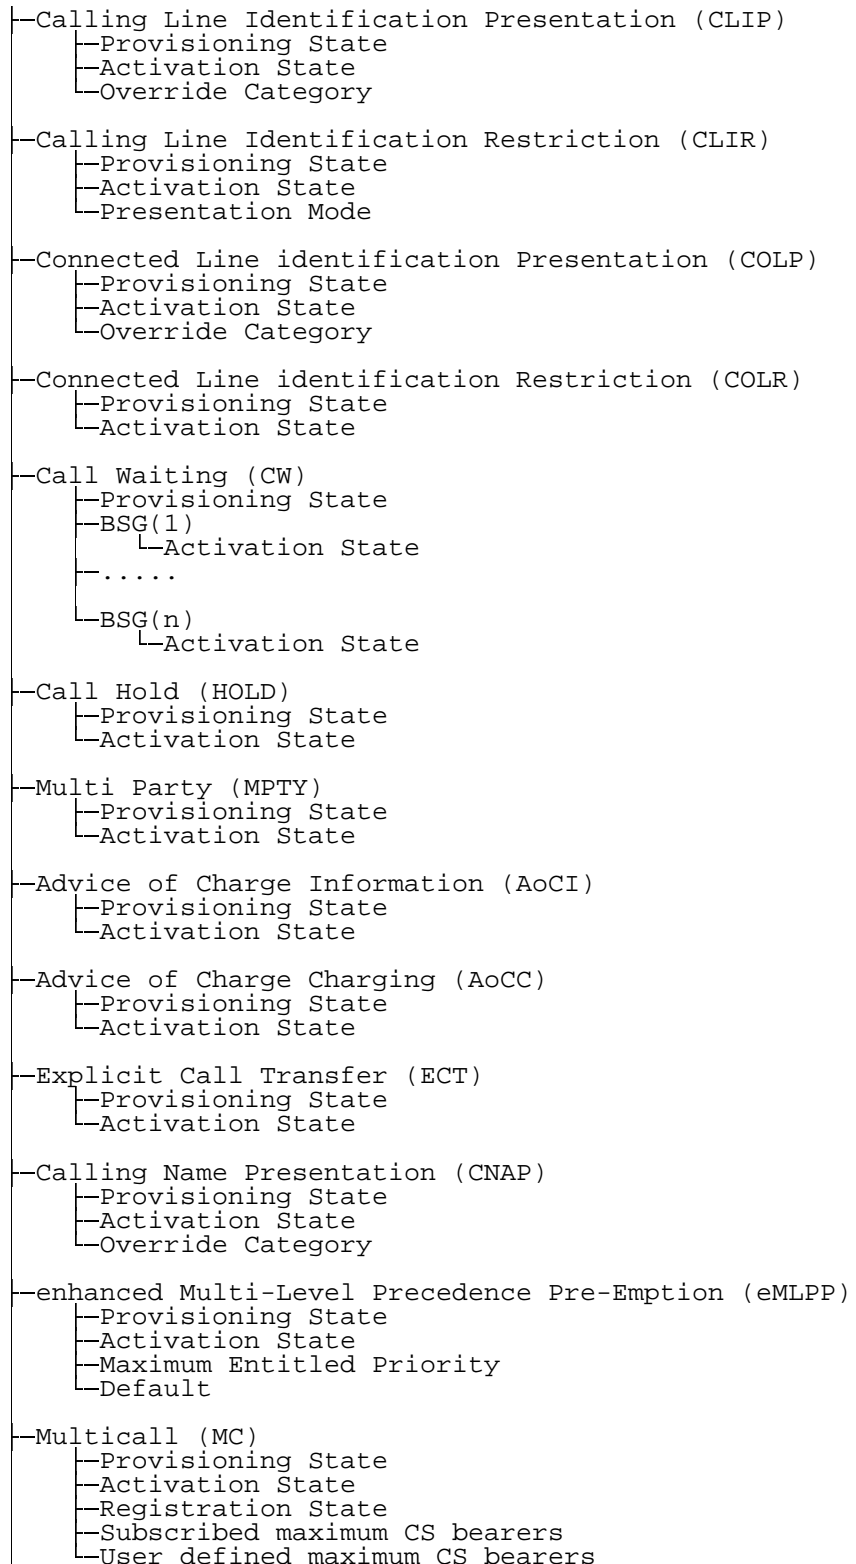 Calling Line Identification Presentation (CLIP)
Provisioning State
Activation State
Override Category
Calling Line Identification Restriction (CLIR)
Provisioning State
Activation State
Presentation Mode
Connected Line identification Presentation (COLP)
Provisioning State
Activation State
Override Category
Connected Line identification Restriction (COLR)
Provisioning State
Activation State
Call Waiting (CW)
Provisioning State
BSG(1)
Activation State
.....
BSG(n)
Activation State
Call Hold (HOLD)
Provisioning State
Activation State
Multi Party (MPTY)
Provisioning State
Activation State
Advice of Charge Information (AoCI)
Provisioning State
Activation State
Advice of Charge Charging (AoCC)
Provisioning State
Activation State
Explicit Call Transfer (ECT)
Provisioning State
Activation State
Calling Name Presentation (CNAP)
Provisioning State
Activation State
Override Category
enhanced Multi-Level Precedence Pre-Emption (eMLPP)
Provisioning State
Activation State
Maximum Entitled Priority
Default
Multicall (MC)
Provisioning State
Activation State
Registration State
Subscribed maximum CS bearers
User defined maximum CS bearers